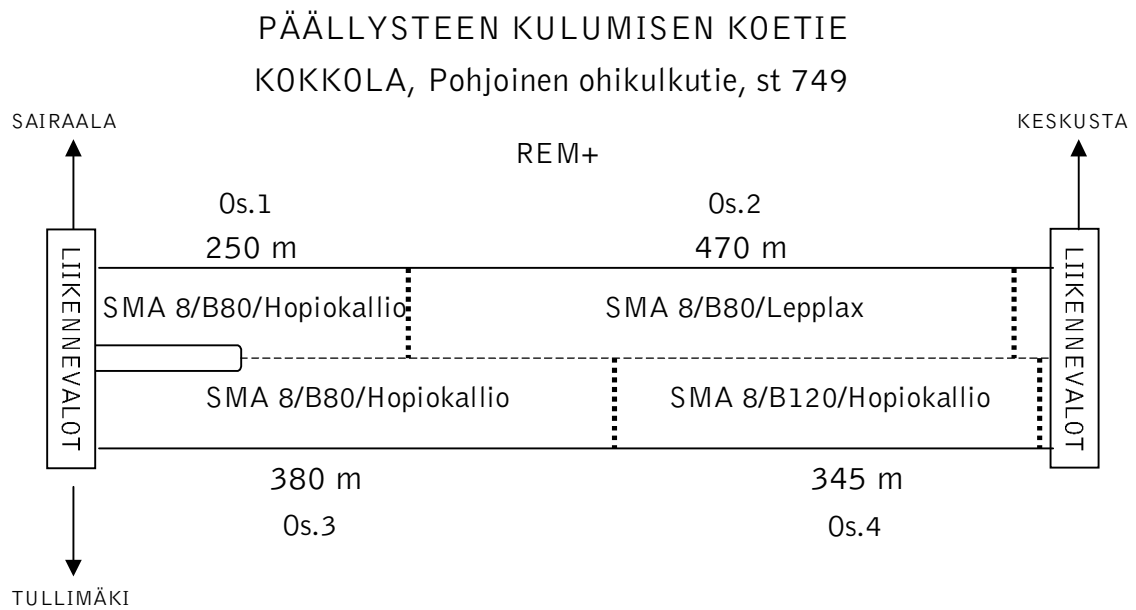 PÄÄLLYSTEEN KULUMISEN KOETIE
KOKKOLA, Pohjoinen ohikulkutie, st 749
SAIRAALA
KESKUSTA
REM+
Os.1
Os.2
250 m
470 m
LIIKENNEVALOT
SMA 8/B80/Hopiokallio
SMA 8/B80/Lepplax
LIIKENNEVALOT
SMA 8/B80/Hopiokallio
SMA 8/B120/Hopiokallio
380 m
345 m
Os.3
Os.4
TULLIMÄKI